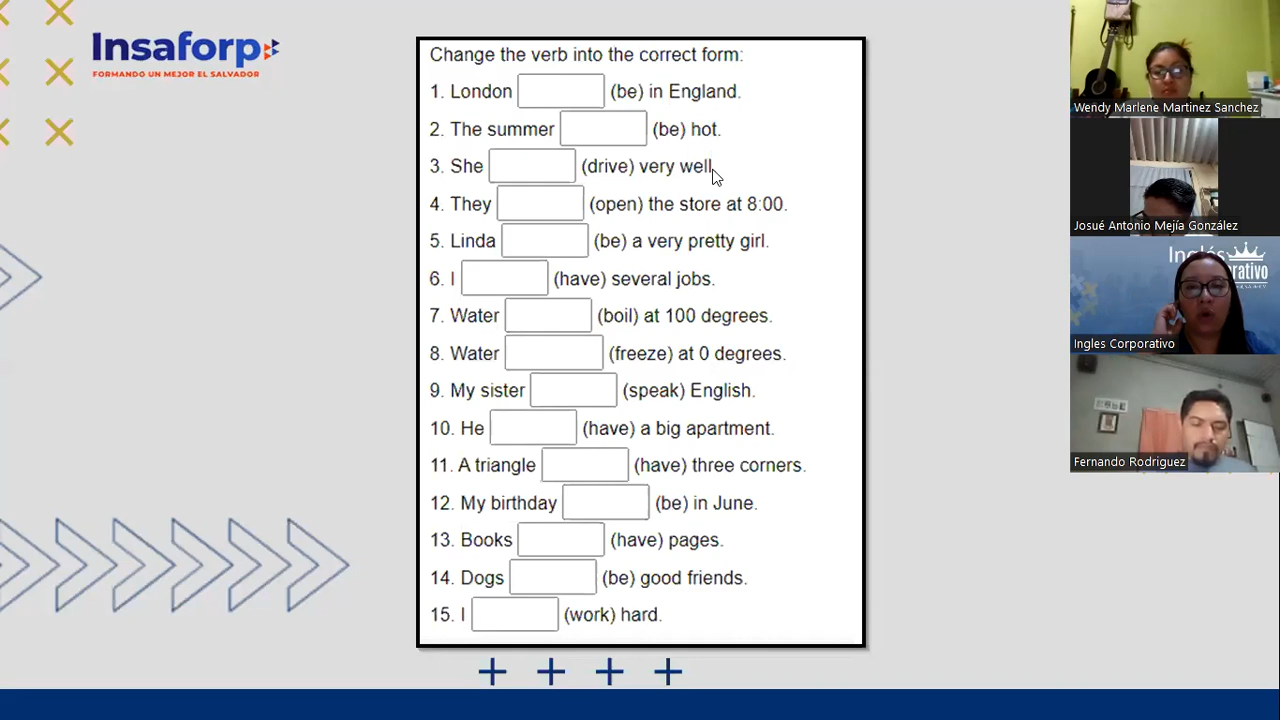 Insaforp
FORMANDO UN MEJOR EL SALVADOR
Change the verb into the correct form:
1. London (be) in England.
2. The summer (be) hot.
3. She (drive) very well.
4. They (open) the store at 8:00.
5. Linda (be) a very pretty girl.
6. I (have) several jobs.
7. Water (boil) at 100 degrees.
8. Water (freeze) at 0 degrees.
9. My sister (speak) English.
10. He (have) a big apartment.
11. A triangle (have) three corners.
12. My birthday (be) in June.
13. Books (have) pages.
14. Dogs (be) good friends.
15. I (work) hard.
Wendy Marlene Martinez Sanchez
Josué Antonio Mejía González
Ingles Corporativo
Fernando Rodriguez